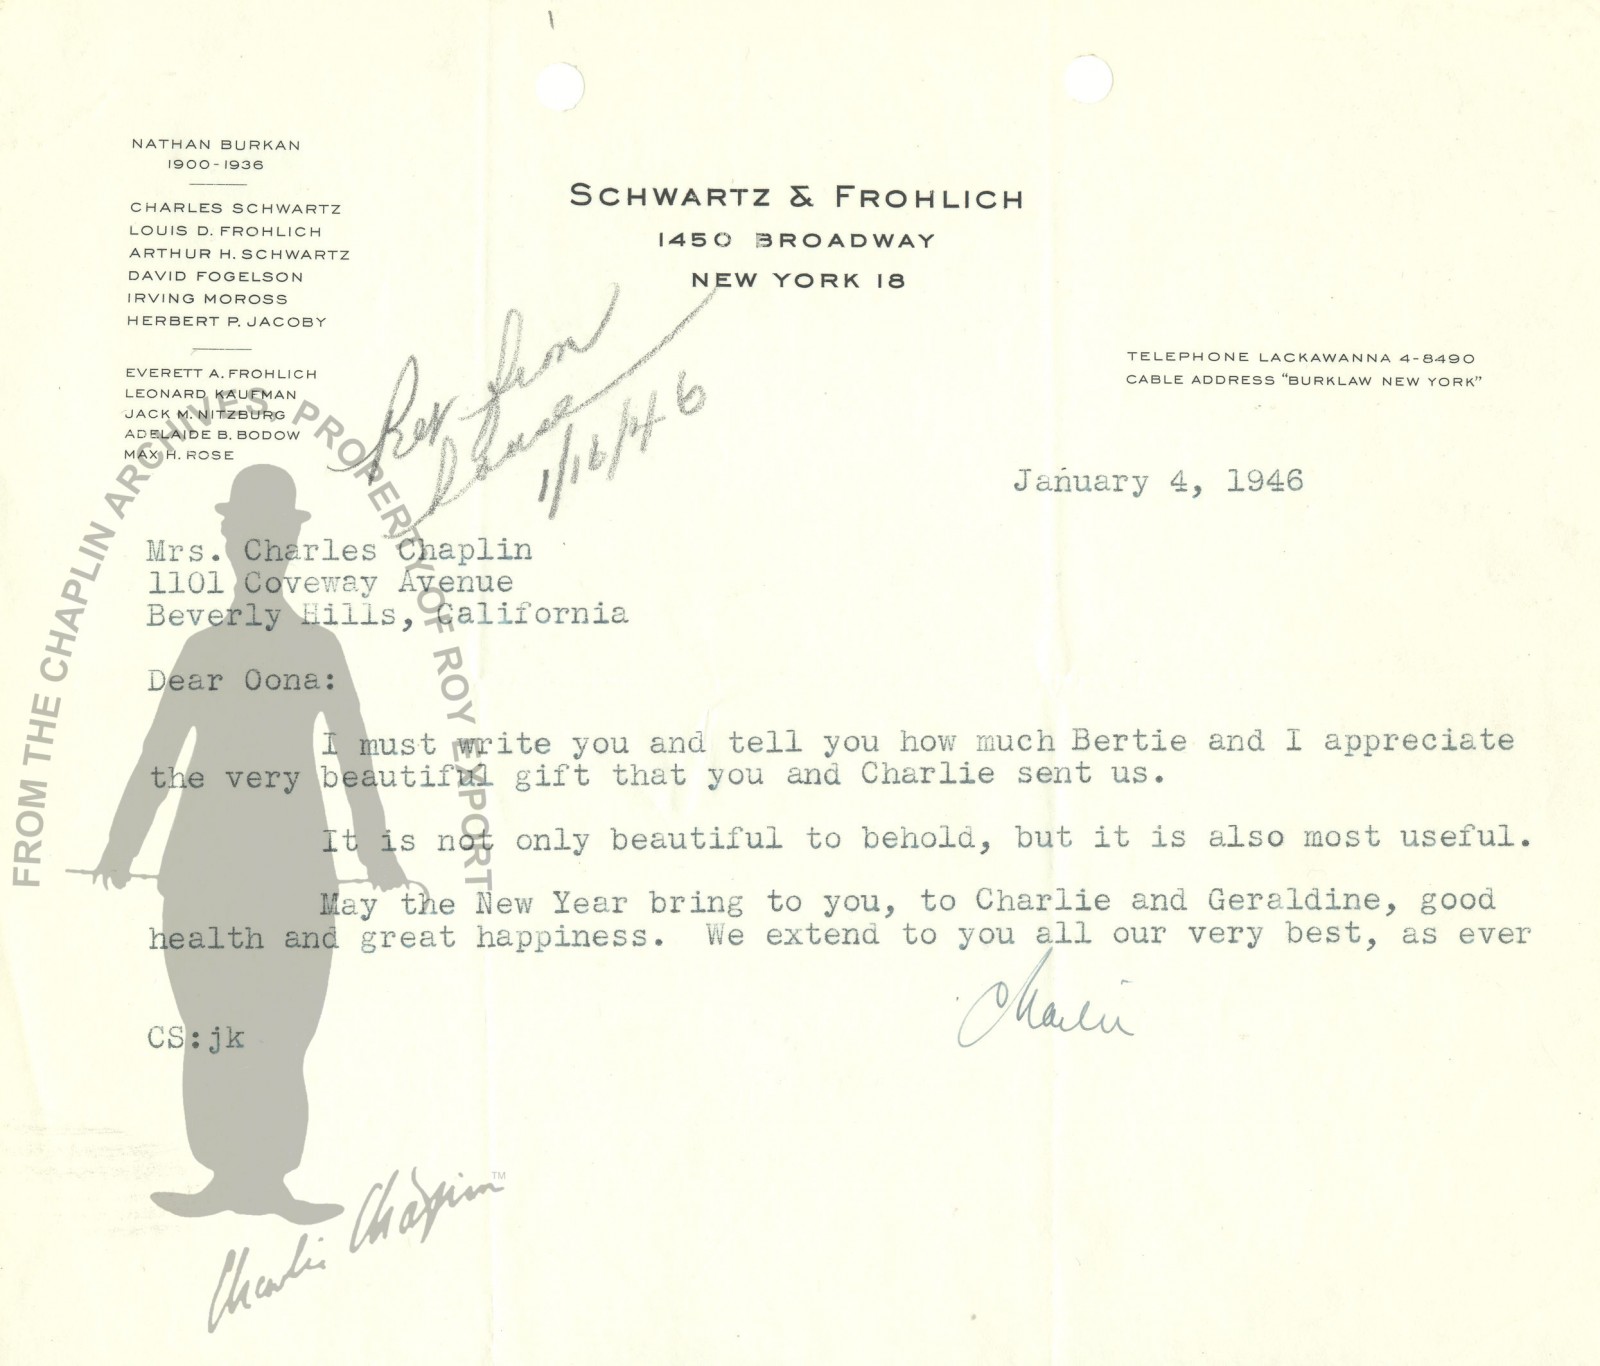 NATHAN BURKAN
1900-1936
CHARLES SCHWARTZ
LOUIS D. FROHLICH
ARTHUR H. SCHWARTZ
DAVID FOGELSON
IRVING MOROSS
HERBERT P. JACOBY
EVERETT A. FROHLICH
LEONARD KAUFMAN
JACK M. NITZBURG
ADELAIDE B. BODOW
MAX H. ROSE
SCHWARTZ & FROHLICH
1450 BROADWAY
NEW YORK 18
TELEPHONE LACKAWANNA 4-8490
CABLE ADDRESS "BURKLAW NEW YORK"
from
1/16/46
January 4, 1946
Mrs. Charles Chaplin
1101 Coveway Avenue
Beverly Hills, California
Dear Oona:
I must write you and tell you how much Bertie and I appreciate
the very beautiful gift that you and Charlie sent us.
It is not only beautiful to behold, but it is also most useful.
May the New Year bring to you, to Charlie and Geraldine, good
health and great happiness. We extend to you all our very best, as ever
Charlie
CS:jk
FROM THE CHAPLIN ARCHIVES, PROPERTY OF ROY EXPORT
Charlie Chaplin™